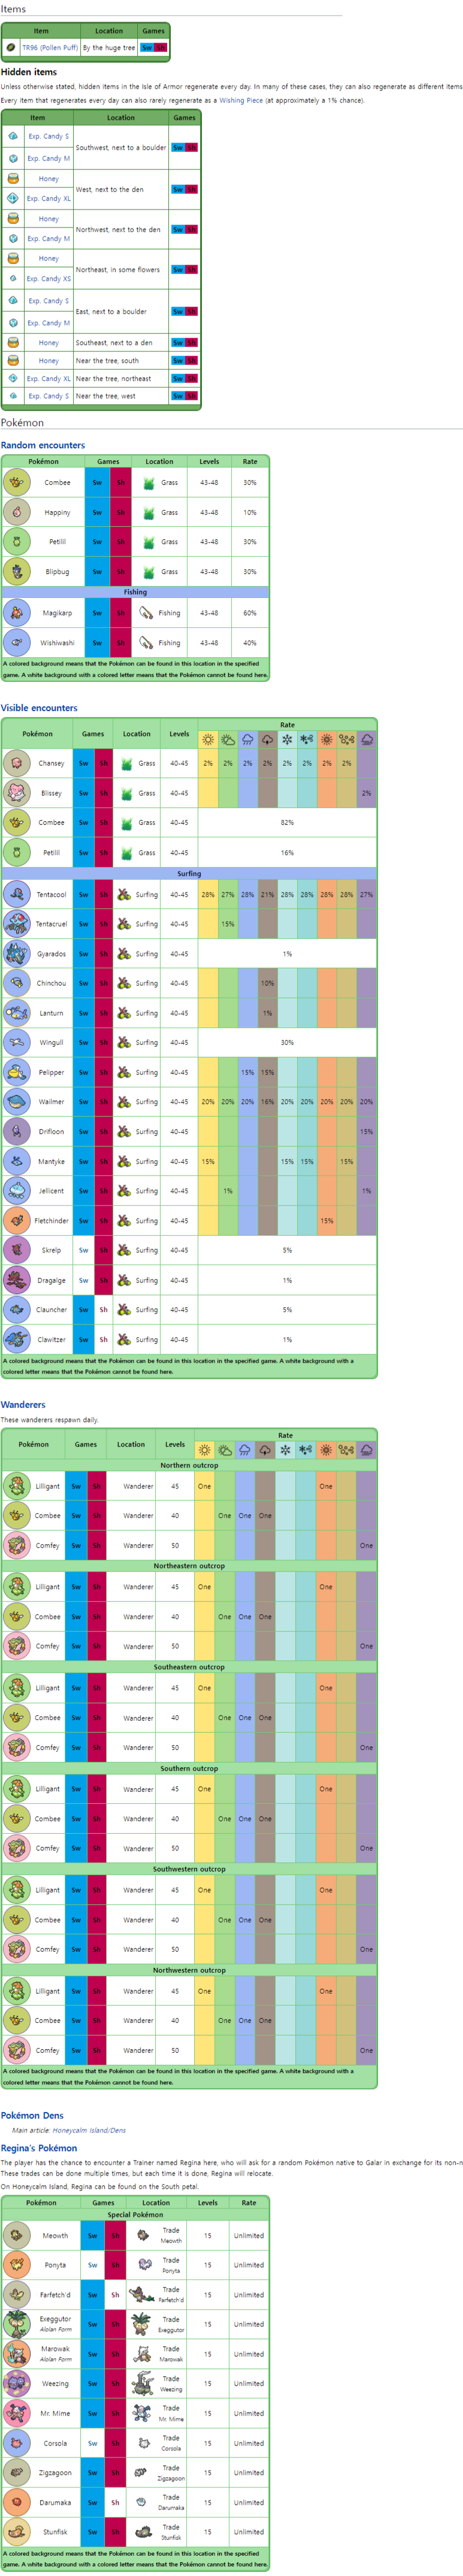 Items
Item Location Games
TR96 (Pollen Puff) By the huge tree Sw Sh
Hidden items
Unless otherwise stated, hidden items in the Isle of Armor regenerate every day. In many of these cases, they can also regenerate as different items
Every item that regenerates every day can also rarely regenerate as a Wishing Piece (at approximately a 1% chance).
Item Location Games
Exp. Candy S
Southwest, next to a boulder Sw Sh
Exp. Candy M
Honey
West, next to the den Sw Sh
Exp. Candy XL
Honey
Northwest, next to the den Sw Sh
Exp. Candy M
Honey
Northeast, in some flowers Sw Sh
Exp. Candy XS
Exp. Candy S
East, next to a boulder Sw Sh
Exp. Candy M
Honey Southeast, next to a den Sw Sh
Honey Near the tree, south Sw Sh
Exp. Candy XL Near the tree, northeast Sw Sh
Exp. Candy S Near the tree, west Sw Sh
Pokémon
Random encounters
Pokémon Games Location Levels Rate
Combee Sw Sh Grass 43-48 30%
Happiny Sw Sh Grass 43-48 10%
Petilil Sw Sh Grass 43-48 30%
Blipbug Sw Sh Grass 43-48 30%
Fishing
Magikarp Sw Sh Fishing 43-48 60%
Wishiwashi Sw Sh Fishing 43-48 40%
A colored background means that the Pokémon can be found in this location in the specified
game. A white background with a colored letter means that the Pokémon cannot be found here.
Visible encounters
Pokémon Games Location Levels Rate
Chansey Sw Sh Grass 40-45 2% 2% 2% 2% 2% 2% 2% 2%
Blissey Sw Sh Grass 40-45 2%
Combee Sw Sh Grass 40-45 82%
Petilil Sw Sh Grass 40-45 16%
Surfing
Tentacool Sw Sh Surfing 40-45 28% 27% 28% 21% 28% 28% 28% 28% 27%
Tentacruel Sw Sh Surfing 40-45 15%
Gyarados Sw Sh Surfing 40-45 1%
Chinchou Sw Sh Surfing 40-45 10%
Lanturn Sw Sh Surfing 40-45 1%
Wingull Sw Sh Surfing 40-45 30%
Pelipper Sw Sh Surfing 40-45 15% 15%
Wailmer Sw Sh Surfing 40-45 20% 20% 20% 16% 20% 20% 20% 20% 20%
Drifloon Sw Sh Surfing 40-45 15%
Mantyke Sw Sh Surfing 40-45 15% 15% 15% 15%
Jellicent Sw Sh Surfing 40-45 1% 1%
Fletchinder Sw Sh Surfing 40-45 15%
Skrelp Sw Sh Surfing 40-45 5%
Dragalge Sw Sh Surfing 40-45 1%
Clauncher Sw Sh Surfing 40-45 5%
Clawitzer Sw Sh Surfing 40-45 1%
A colored background means that the Pokémon can be found in this location in the specified game. A white background with a
colored letter means that the Pokémon cannot be found here.
Wanderers
These wanderers respawn daily.
Pokémon Games Location Levels Rate
Northern outcrop
Lilligant Sw Sh Wanderer 45 One One
Combee Sw Sh Wanderer 40 One One One
Comfey Sw Sh Wanderer 50 One
Northeastern outcrop
Lilligant Sw Sh Wanderer 45 One One
Combee Sw Sh Wanderer 40 One One One
Comfey Sw Sh Wanderer 50 One
Southeastern outcrop
Lilligant Sw Sh Wanderer 45 One One
Combee Sw Sh Wanderer 40 One One One
Comfey Sw Sh Wanderer 50 One
Southern outcrop
Lilligant Sw Sh Wanderer 45 One One
Combee Sw Sh Wanderer 40 One One One
Comfey Sw Sh Wanderer 50 One
Southwestern outcrop
Lilligant Sw Sh Wanderer 45 One One
Combee Sw Sh Wanderer 40 One One One
Comfey Sw Sh Wanderer 50 One
Northwestern outcrop
Lilligant Sw Sh Wanderer 45 One One
Combee Sw Sh Wanderer 40 One One One
Comfey Sw Sh Wanderer 50 One
A colored background means that the Pokémon can be found in this location in the specified game. A white background with a
colored letter means that the Pokémon cannot be found here.
Pokémon Dens
Main article: Honeycalm Island/Dens
Regina's Pokémon
The player has the chance to encounter a Trainer named Regina here, who will ask for a random Pokémon native to Galar in exchange for its non-n
These trades can be done multiple times, but each time it is done, Regina will relocate.
On Honeycalm Island, Regina can be found on the South petal.
Pokémon Games Location Levels Rate
Special Pokémon
Meowth Sw Sh Trade Meowth 15 Unlimited
Ponyta Sw Sh Trade Ponyta 15 Unlimited
Farfetch'd Sw Sh Trade Farfetch'd 15 Unlimited
Exeggutor Alolan Form Sw Sh Trade Exeggutor 15 Unlimited
Marowak Alolan Form Sw Sh Trade Marowak 15 Unlimited
Weezing Sw Sh Trade Weezing 15 Unlimited
Mr. Mime Sw Sh Trade Mr. Mime 15 Unlimited
Corsola Sw Sh Trade Corsola 15 Unlimited
Zigzagoon Sw Sh Trade Zigzagoon 15 Unlimited
Darumaka Sw Sh Trade Darumaka 15 Unlimited
Stunfisk Sw Sh Trade Stunfisk 15 Unlimited
A colored background means that the Pokémon can be found in this location in the specified
game. A white background with a colored letter means that the Pokémon cannot be found here.